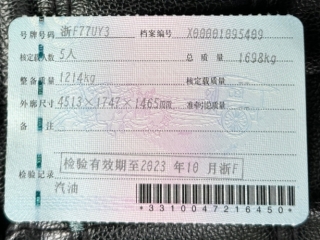 号牌号码 浙F77UY3 档案编号 X00001095409
核定载人数 5人 总质量 1698kg
整备质量 1214kg 核定载质量 --
外廓尺寸 4513×1747×1465mm 准牵引总质量 --
备注
检验有效期至2023年10月浙F
检验记录
汽油
*3310047216450*